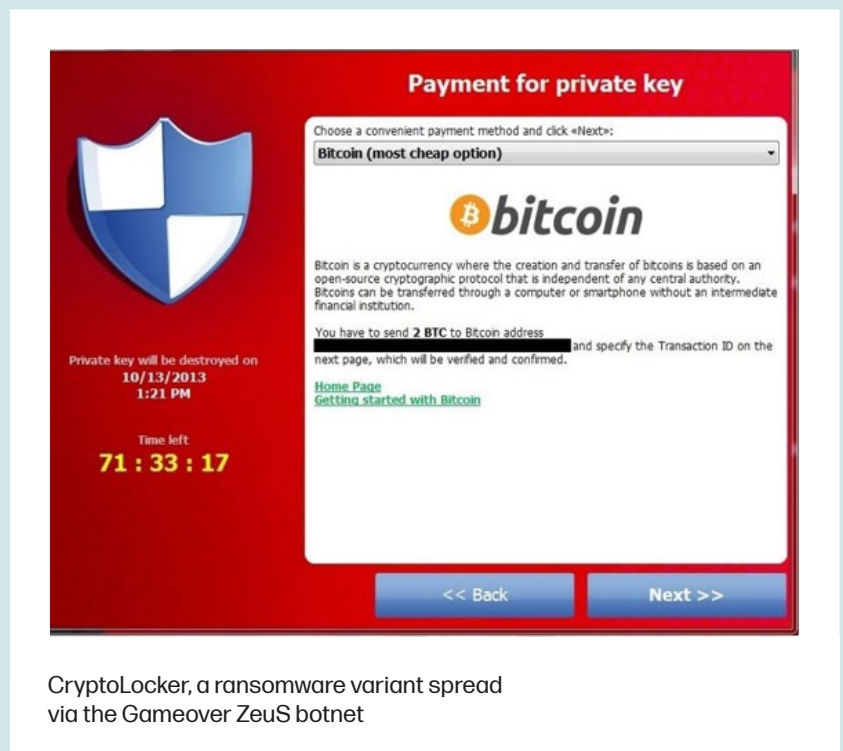 Payment for private key
Choose a convenient payment method and click «Next»:
Bitcoin (most cheap option)
bitcoin
Bitcoin is a cryptocurrency where the creation and transfer of bitcoins is based on an
open-source cryptographic protocol that is independent of any central authority.
Bitcoins can be transferred through a computer or smartphone without an intermediate
financial institution.
You have to send 2 BTC to Bitcoin address
and specify the Transaction ID on the
next page, which will be verified and confirmed.
Home Page
Getting started with Bitcoin
Private key will be destroyed on
10/13/2013
1:21 PM
Time left
71 : 33 : 17
<< Back
Next >>
CryptoLocker, a ransomware variant spread
via the Gameover ZeuS botnet